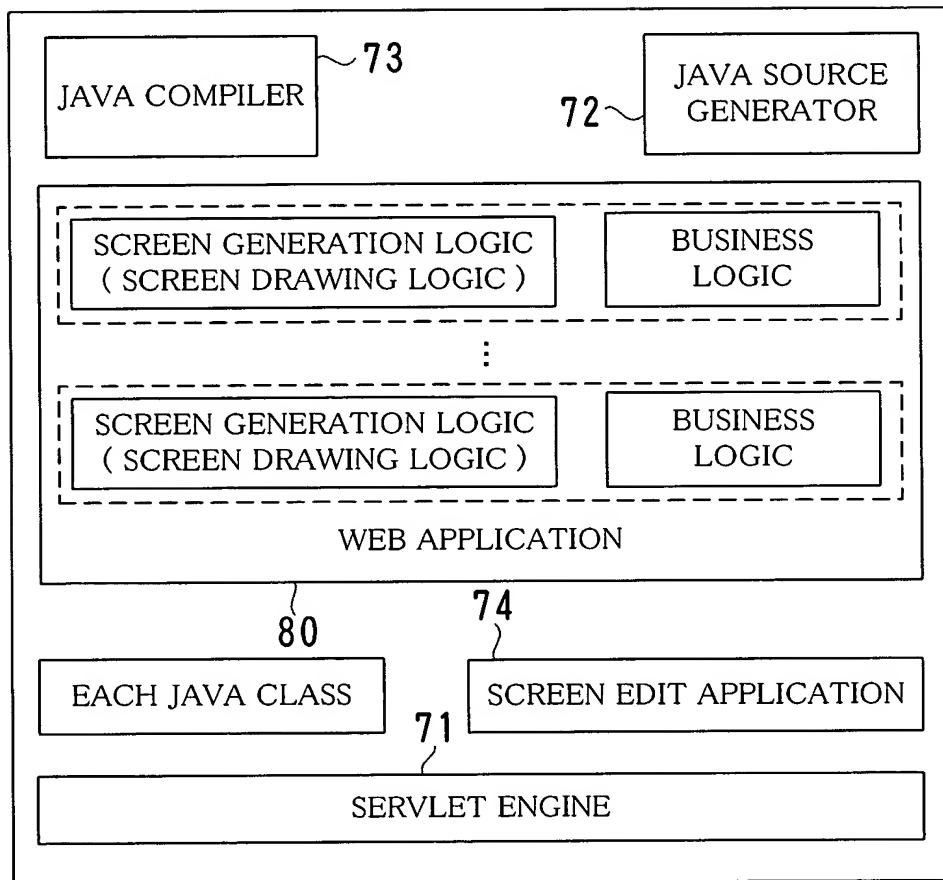 JAVA COMPILER
73
72
JAVA SOURCE
GENERATOR
SCREEN GENERATION LOGIC
( SCREEN DRAWING LOGIC )
BUSINESS
LOGIC
⋮
SCREEN GENERATION LOGIC
( SCREEN DRAWING LOGIC )
BUSINESS
LOGIC
WEB APPLICATION
80
74
EACH JAVA CLASS
SCREEN EDIT APPLICATION
71
SERVLET ENGINE